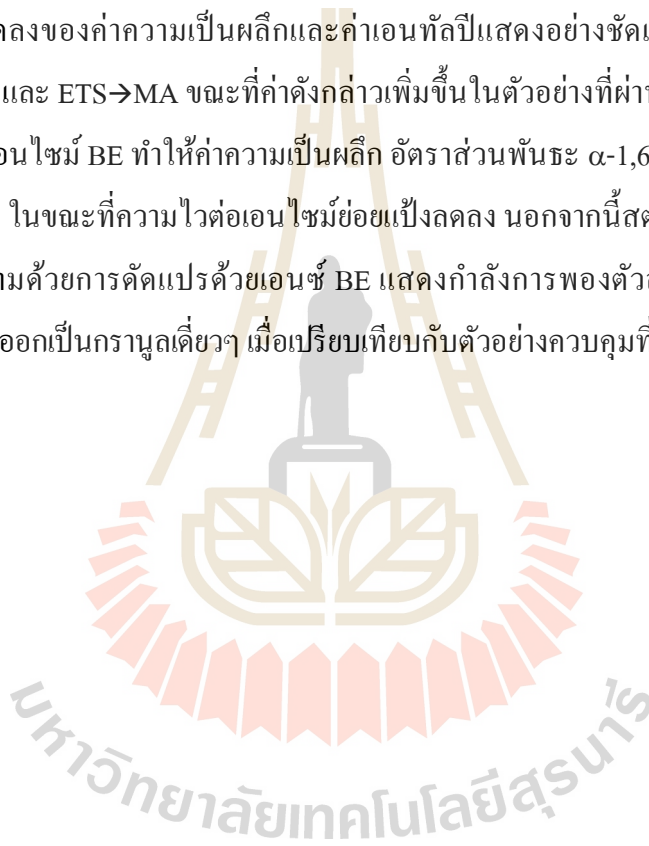 ดลงของค่าความเป็นผลึกและค่าเอนทัลปีแสดงอย่างชัดเ
และ ETS→MA ขณะที่ค่าดังกล่าวเพิ่มขึ้นในตัวอย่างที่ผ่า
อนไซม์ BE ทำให้ค่าความเป็นผลึก อัตราส่วนพันธะ α-1,6
ในขณะที่ความไวต่อเอนไซม์ย่อยแป้งลดลง นอกจากนี้สต
ามด้วยการดัดแปรด้วยเอนซ์ BE แสดงกำลังการพองตัว
ออกเป็นกรานูลเดี่ยวๆ เมื่อเปรียบเทียบกับตัวอย่างควบคุมที่
มหาวิทยาลัยเทคโนโลยีสุรนารี